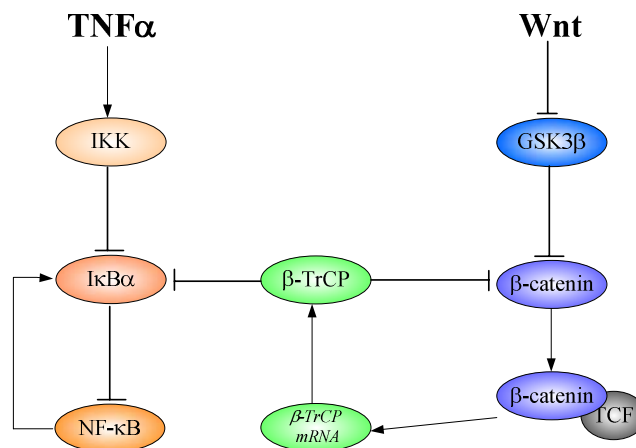 TNFα Wnt
IKK GSK3β
IκBα β-TrCP β-catenin
NF-κB β-TrCP mRNA β-catenin TCF